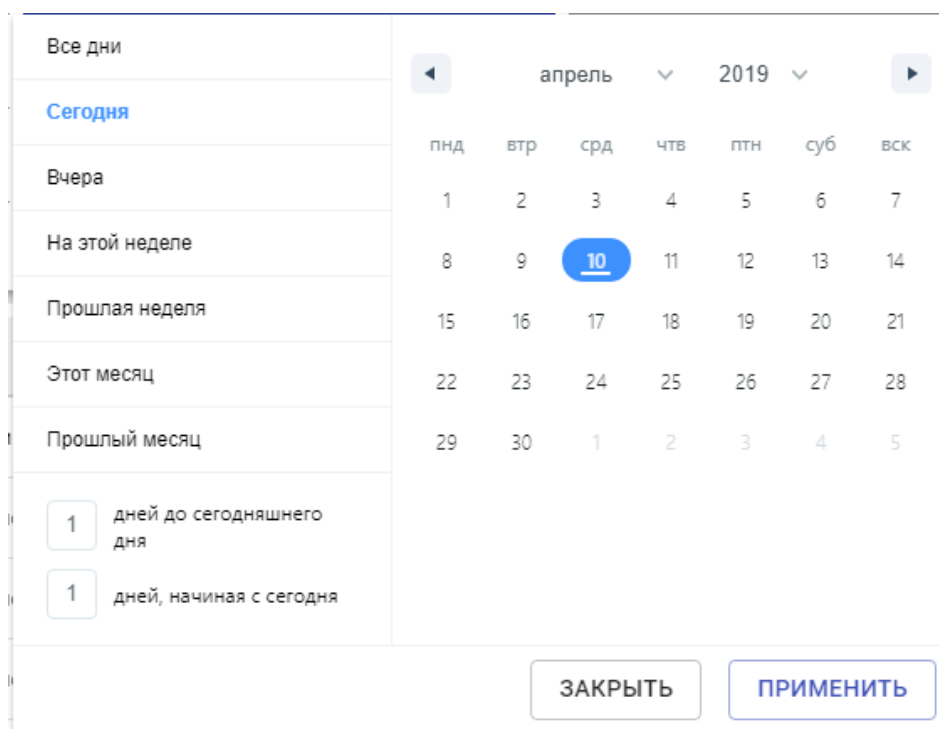 Все дни
Сегодня
Вчера
На этой неделе
Прошлая неделя
Этот месяц
Прошлый месяц
1 дней до сегодняшнего
дня
1 дней, начиная с сегодня
апрель 2019
пнд втр срд чтв птн суб вск
1 2 3 4 5 6 7
8 9 10 11 12 13 14
15 16 17 18 19 20 21
22 23 24 25 26 27 28
29 30 1 2 3 4 5
ЗАКРЫТЬ ПРИМЕНИТЬ